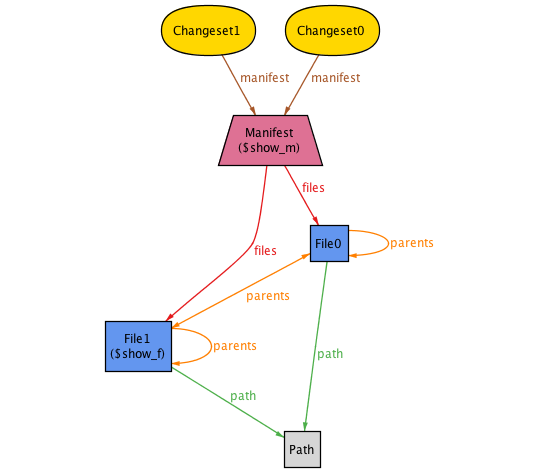 Changeset1
Changeset0
manifest
manifest
Manifest
($show_m)
files
File0
parents
files
parents
File1
($show_f)
parents
path
path
Path